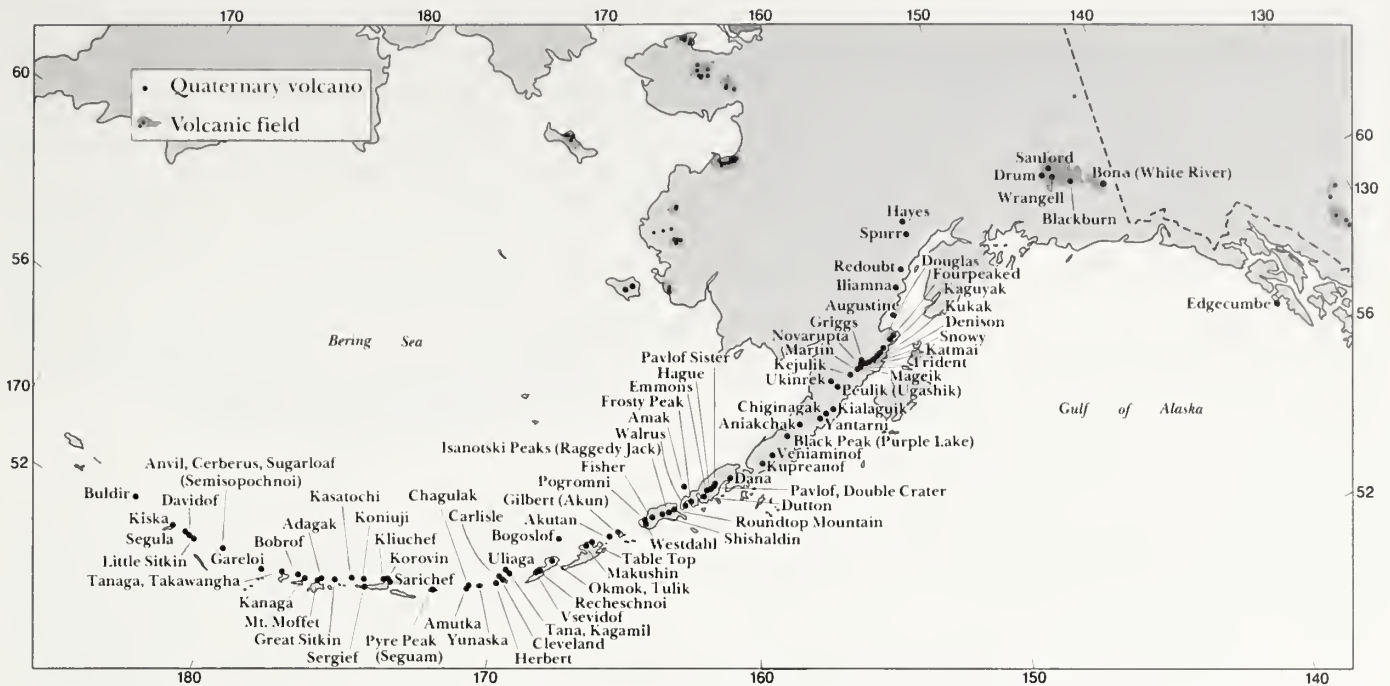 170
180
170
160
150
140
130
60
Quaternary volcano
Volcanic field
60
130
Sanford
Drum
Bona (White River)
Wrangell
Blackburn
Hayes
Spurr
56
Redoubt
Douglas
Fourpeaked
Iliamna
Kaguyak
Augustine
Kukak
Edgecumbe
56
Griggs
Denison
Novarupta
Snowy
Bering Sea
Martin
Katmai
Pavlof Sister
Kejulik
Trident
Hague
Ukinrek
Mageik
170
Emmons
Peulik (Ugashik)
Frosty Peak
Chiginagak
Kialagvik
Gulf of Alaska
Amak
Aniakchak
Yantarni
Walrus
Black Peak (Purple Lake)
Isanotski Peaks (Raggedy Jack)
Veniaminof
52
Anvil, Cerberus, Sugarloaf
(Semisopochnoi)
Fisher
Kupreanof
Pogromni
Dana
Buldir
Davidof
Kasatochi
Chagulak
Gilbert (Akun)
Pavlof, Double Crater
52
Kiska
Adagak
Koniuji
Carlisle
Akutan
Dutton
Segula
Bobrof
Kliuchef
Bogoslof
Roundtop Mountain
Little Sitkin
Gareloi
Korovin
Uliaga
Westdahl
Shishaldin
Tanaga, Takawangha
Sarichef
Table Top
Makushin
Kanaga
Okmok, Tulik
Mt. Moffet
Recheschnoi
Great Sitkin
Pyre Peak
(Seguam)
Amutka
Vsevidof
Sergief
Yunaska
Tana, Kagamil
Cleveland
Herbert
180
170
160
150
140